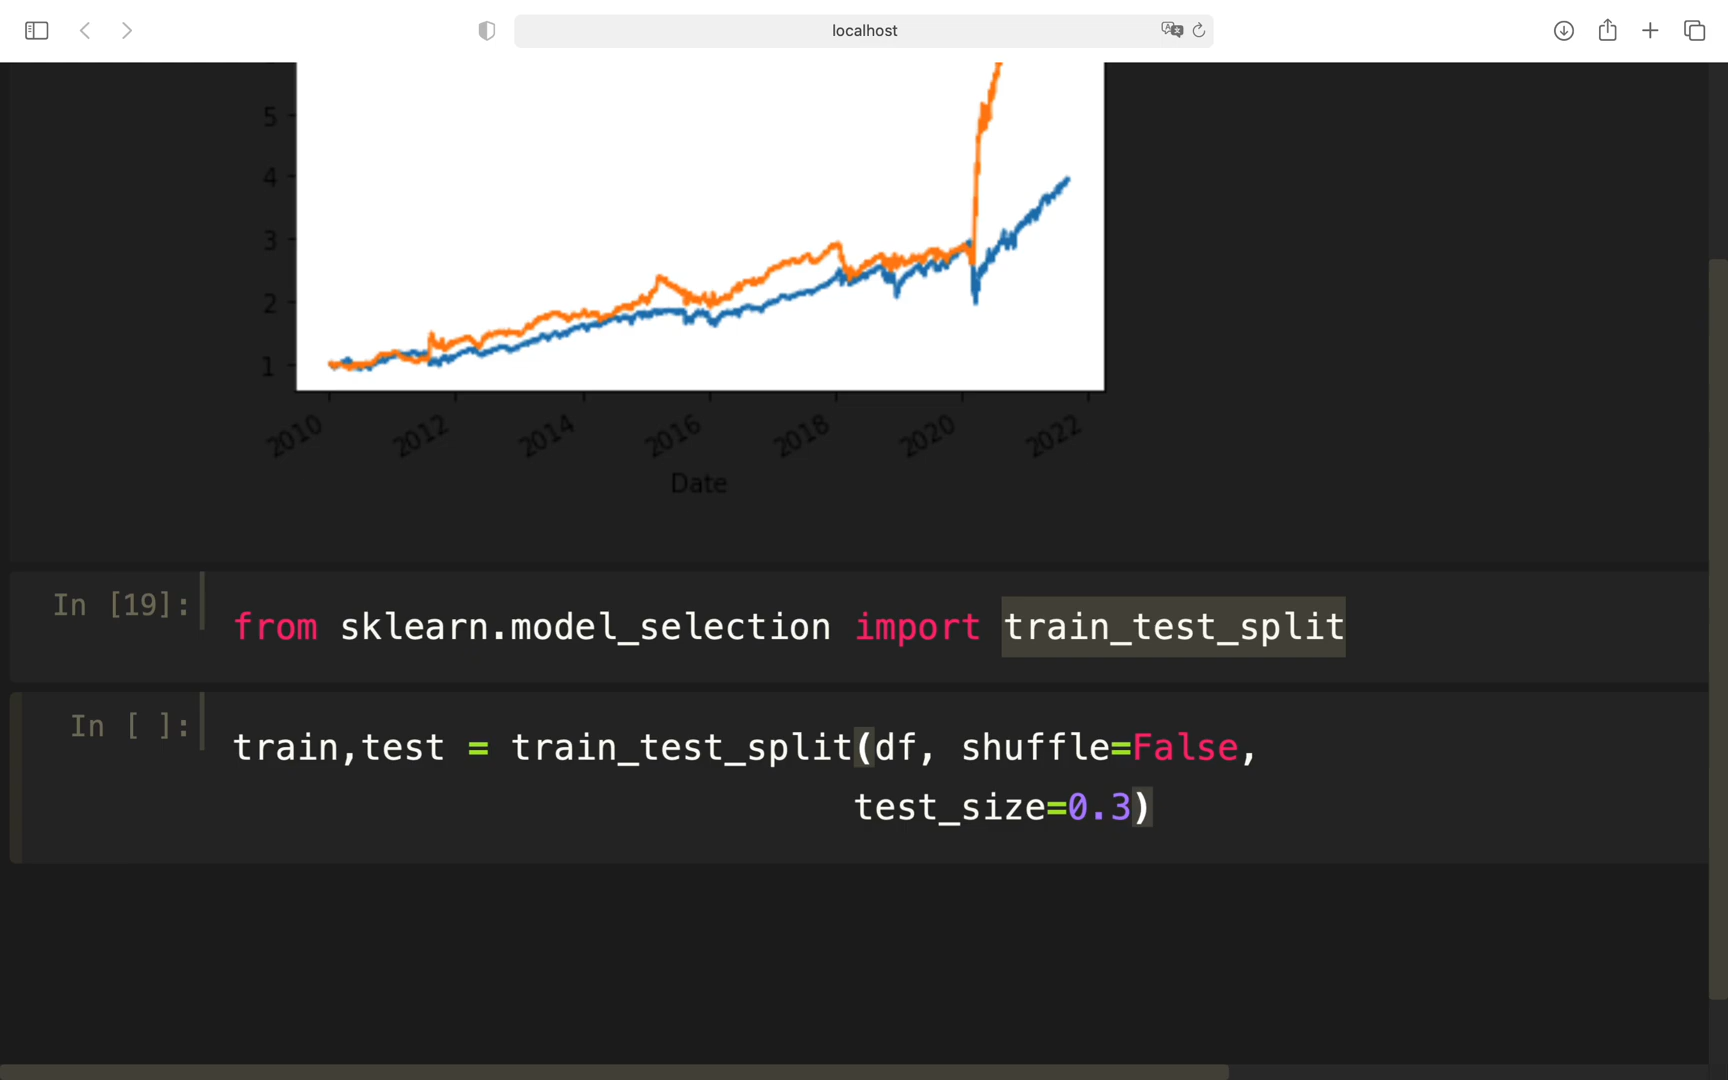 localhost
5
4
3
2
1
2010 2012 2014 2016 2018 2020 2022
Date
In [19]:
from sklearn.model_selection import train_test_split
In [ ]:
train,test = train_test_split(df, shuffle=False,
test_size=0.3)